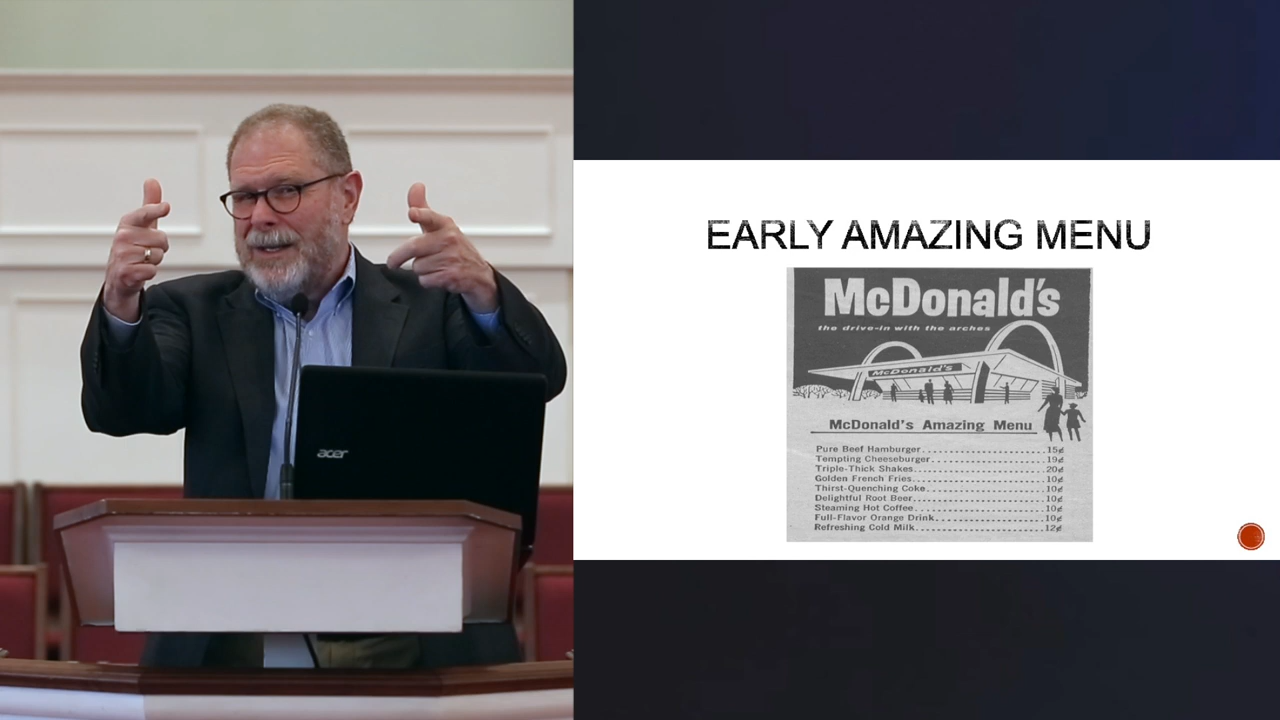 acer
EARLY AMAZING MENU
McDonald's
the drive-in with the arches
McDonald's
McDonald's Amazing Menu
Pure Beef Hamburger 15¢
Tempting Cheeseburger 19¢
Triple-Thick Shakes 20¢
Golden French Fries 10¢
Thirst-Quenching Coke 10¢
Delightful Root Beer 10¢
Steaming Hot Coffee 10¢
Full-Flavor Orange Drink 10¢
Refreshing Cold Milk 12¢